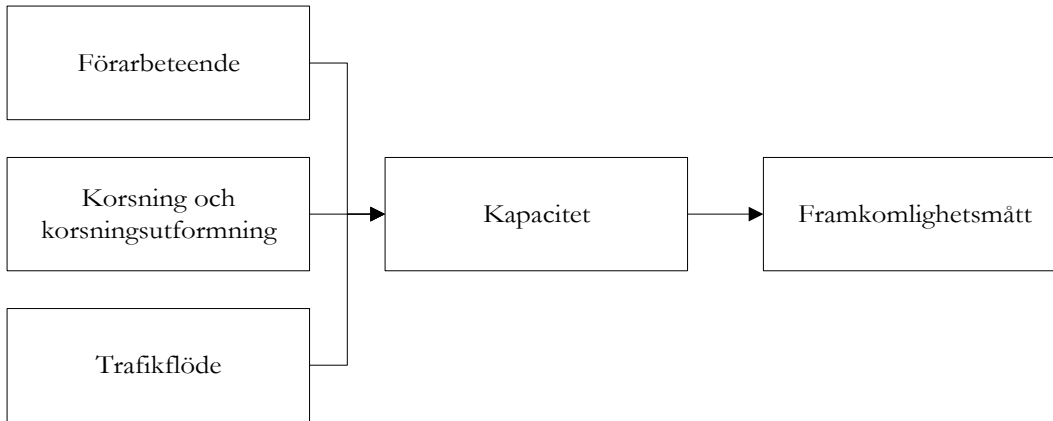 Förarbeteende
Korsning och
korsningsutformning
Kapacitet
Framkomlighetsmått
Trafikflöde